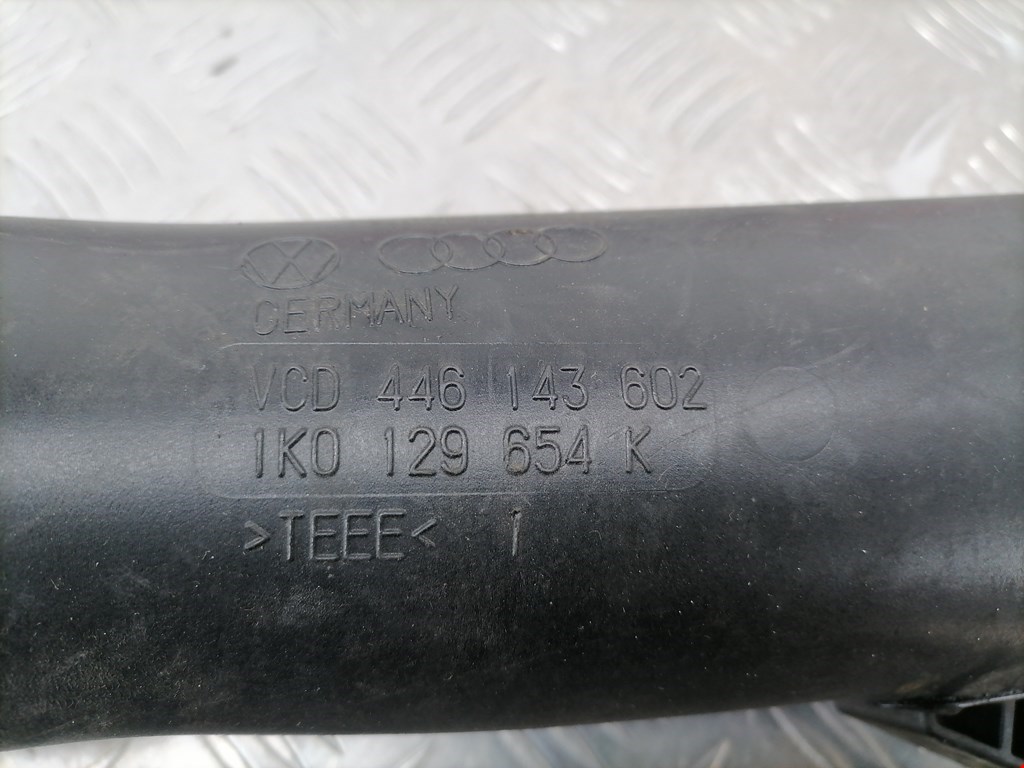 GERMANY
VCD 446 143 602
1K0 129 654 K
>TEEE< 1